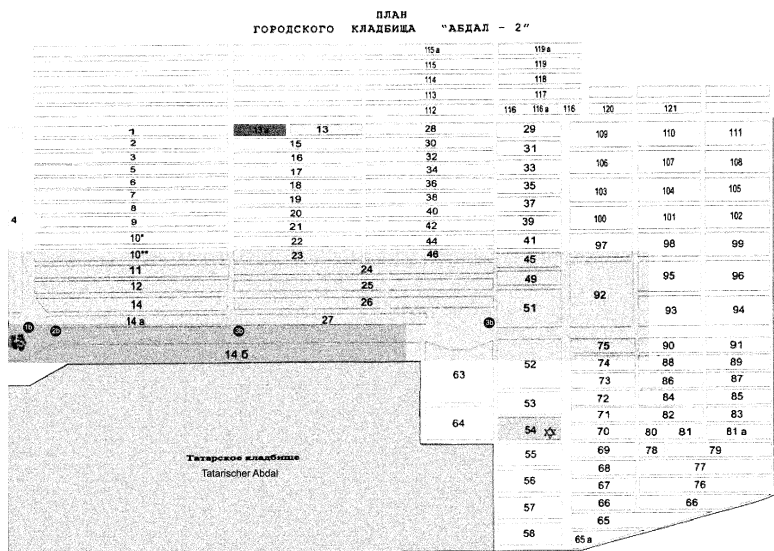 ПЛАН
ГОРОДСКОГО КЛАДБИЩА "АБДАЛ – 2"
115 а 119 а
115 119
114 118
113 117
112 116 116 а 116 120 121
1 13 28 29 109 110 111
2 15 30 31
3 16 32 106 107 108
5 17 34 33
6 18 36 35 103 104 105
7 19 38 37
8 20 40
4 9 21 42 39 100 101 102
10* 22 44 41 97 98 99
10** 23 46 45
11 24 49 95 96
12 25 92
14 26 51 93 94
14 а 27
1b 2b 3b 3b
14 б 75 90 91
63 52 74 88 89
73 86 87
53 72 84 85
64 71 82 83
54 70 80 81 81 а
Татарское кладбище 55 69 78 79
Tatarischer Abdal 68 77
56 67 76
57 66 66
65
58 65 а